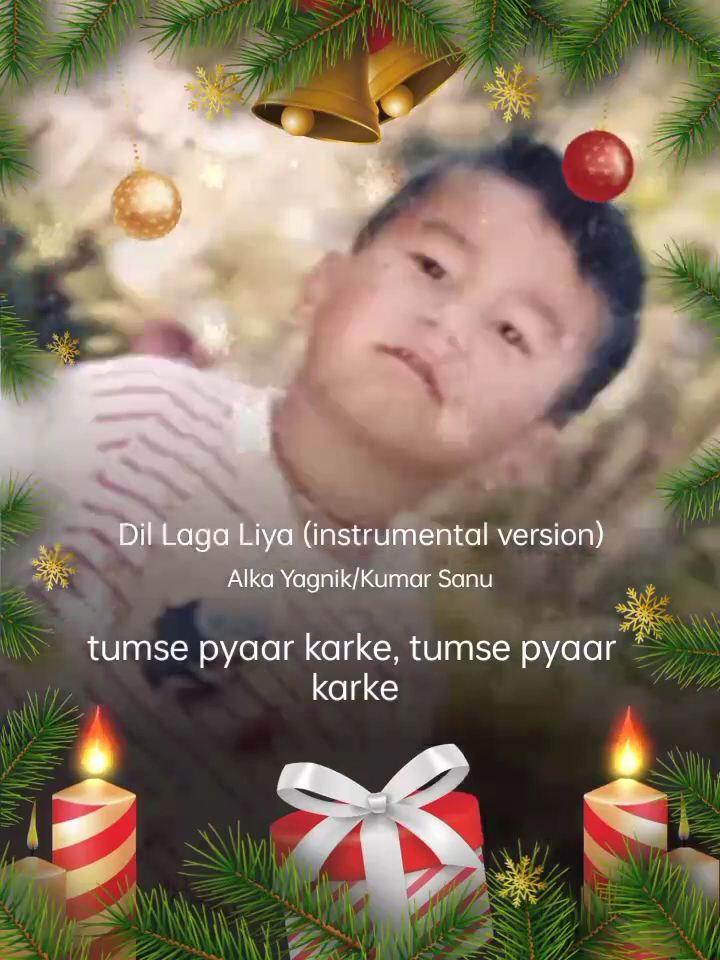 Dil Laga Liya (instrumental version)
Alka Yagnik/Kumar Sanu
tumse pyaar karke, tumse pyaar
karke